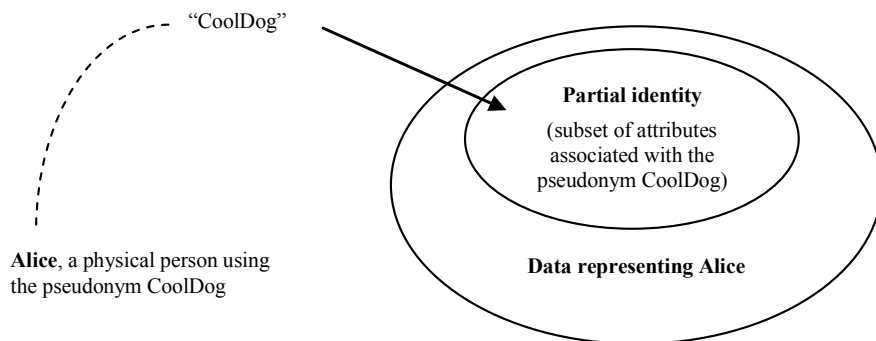 “CoolDog”
Partial identity
(subset of attributes
associated with the
pseudonym CoolDog)
Alice, a physical person using
the pseudonym CoolDog
Data representing Alice